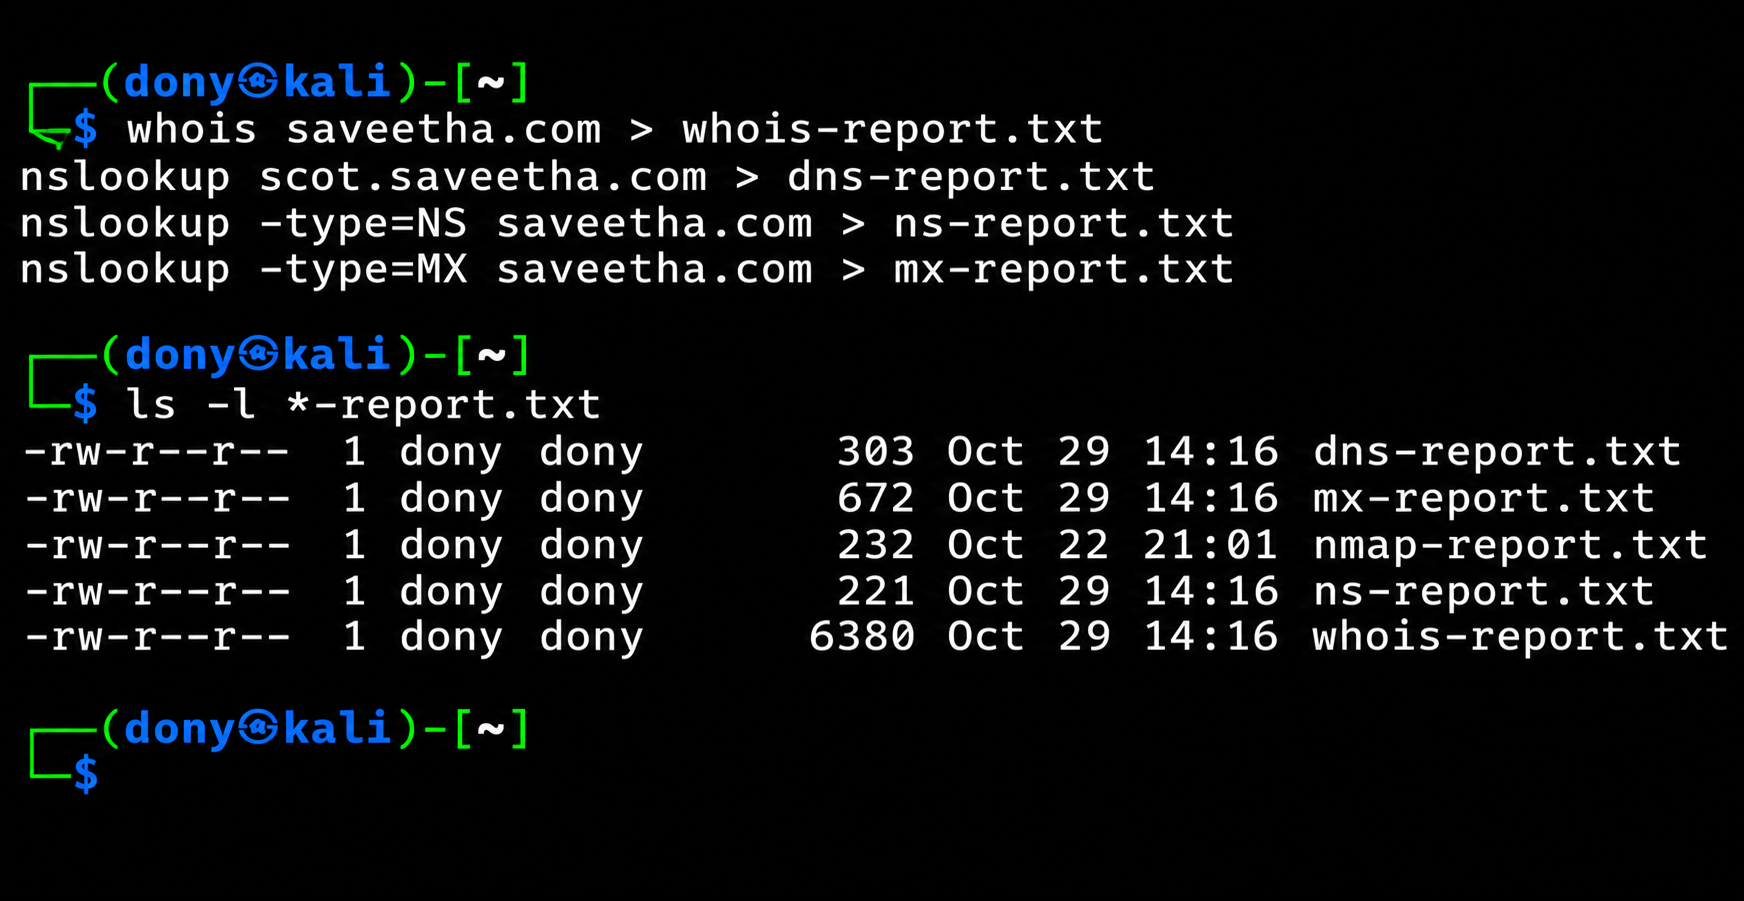 ┌──(dony㉿kali)-[~]
└─$ whois saveetha.com > whois-report.txt
nslookup scot.saveetha.com > dns-report.txt
nslookup -type=NS saveetha.com > ns-report.txt
nslookup -type=MX saveetha.com > mx-report.txt
┌──(dony㉿kali)-[~]
└─$ ls -l *-report.txt
-rw-r--r-- 1 dony dony 303 Oct 29 14:16 dns-report.txt
-rw-r--r-- 1 dony dony 672 Oct 29 14:16 mx-report.txt
-rw-r--r-- 1 dony dony 232 Oct 22 21:01 nmap-report.txt
-rw-r--r-- 1 dony dony 221 Oct 29 14:16 ns-report.txt
-rw-r--r-- 1 dony dony 6380 Oct 29 14:16 whois-report.txt
┌──(dony㉿kali)-[~]
└─$